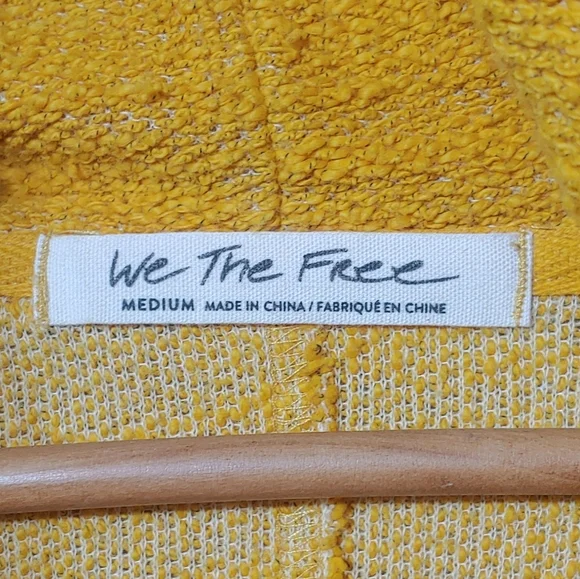 We The Free
MEDIUM MADE IN CHINA / FABRIQUÉ EN CHINE